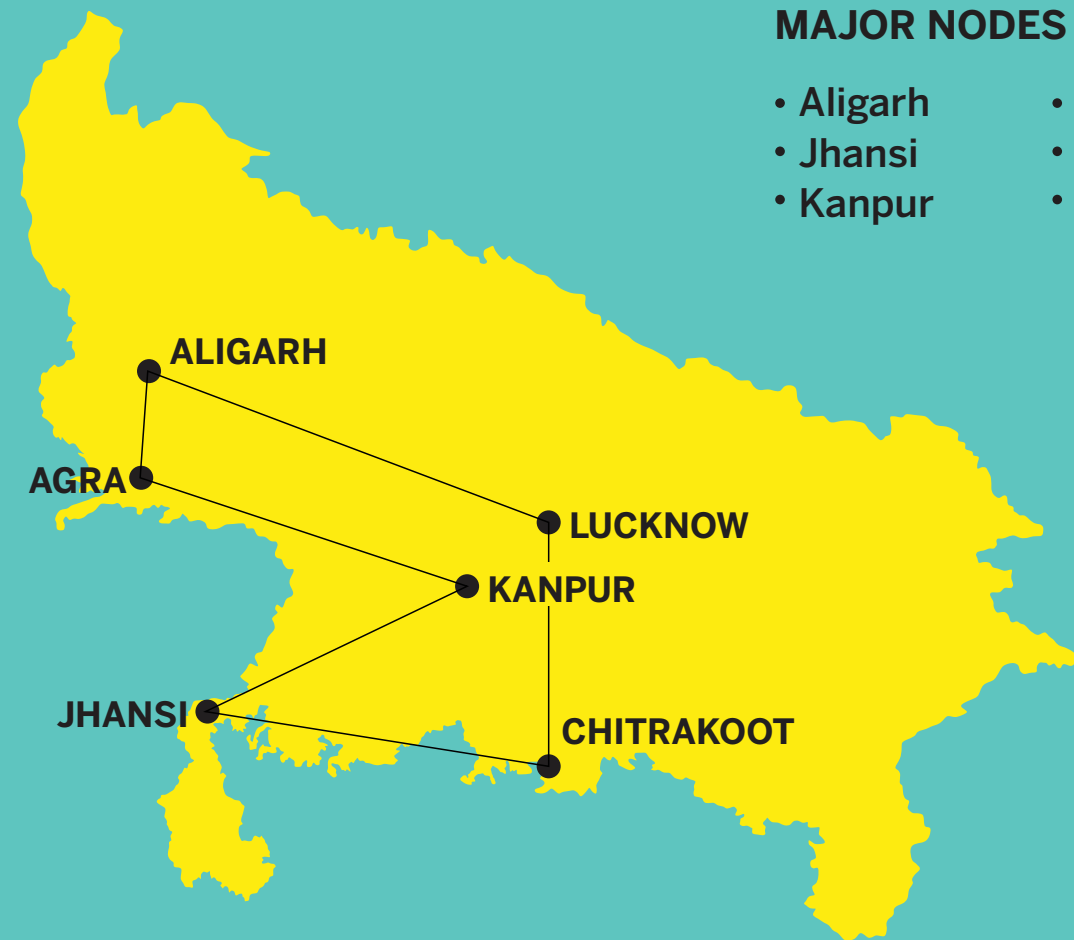 MAJOR NODES
• Aligarh •
• Jhansi •
• Kanpur •
ALIGARH
AGRA
LUCKNOW
KANPUR
JHANSI
CHITRAKOOT